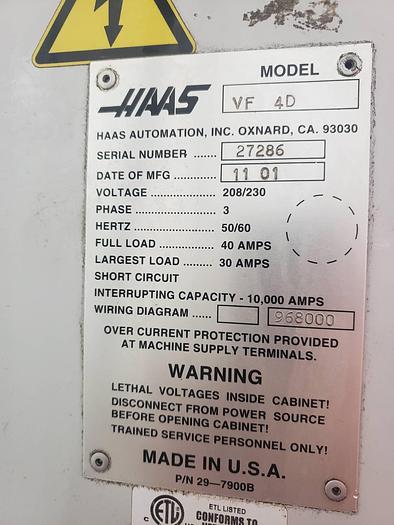 MODEL
HAAS VF 4D
HAAS AUTOMATION, INC. OXNARD, CA. 93030
SERIAL NUMBER ...... 27286
DATE OF MFG ........ 11 01
VOLTAGE ................ 208/230
PHASE .................... 3
HERTZ .................... 50/60
FULL LOAD ............ 40 AMPS
LARGEST LOAD ......... 30 AMPS
SHORT CIRCUIT
INTERRUPTING CAPACITY - 10,000 AMPS
WIRING DIAGRAM ...... 968000
OVER CURRENT PROTECTION PROVIDED
AT MACHINE SUPPLY TERMINALS.
WARNING
LETHAL VOLTAGES INSIDE CABINET!
DISCONNECT FROM POWER SOURCE
BEFORE OPENING CABINET!
TRAINED SERVICE PERSONNEL ONLY!
MADE IN U.S.A.
P/N 29—7900B
ETL LISTED
C ETL CONFORMS TO